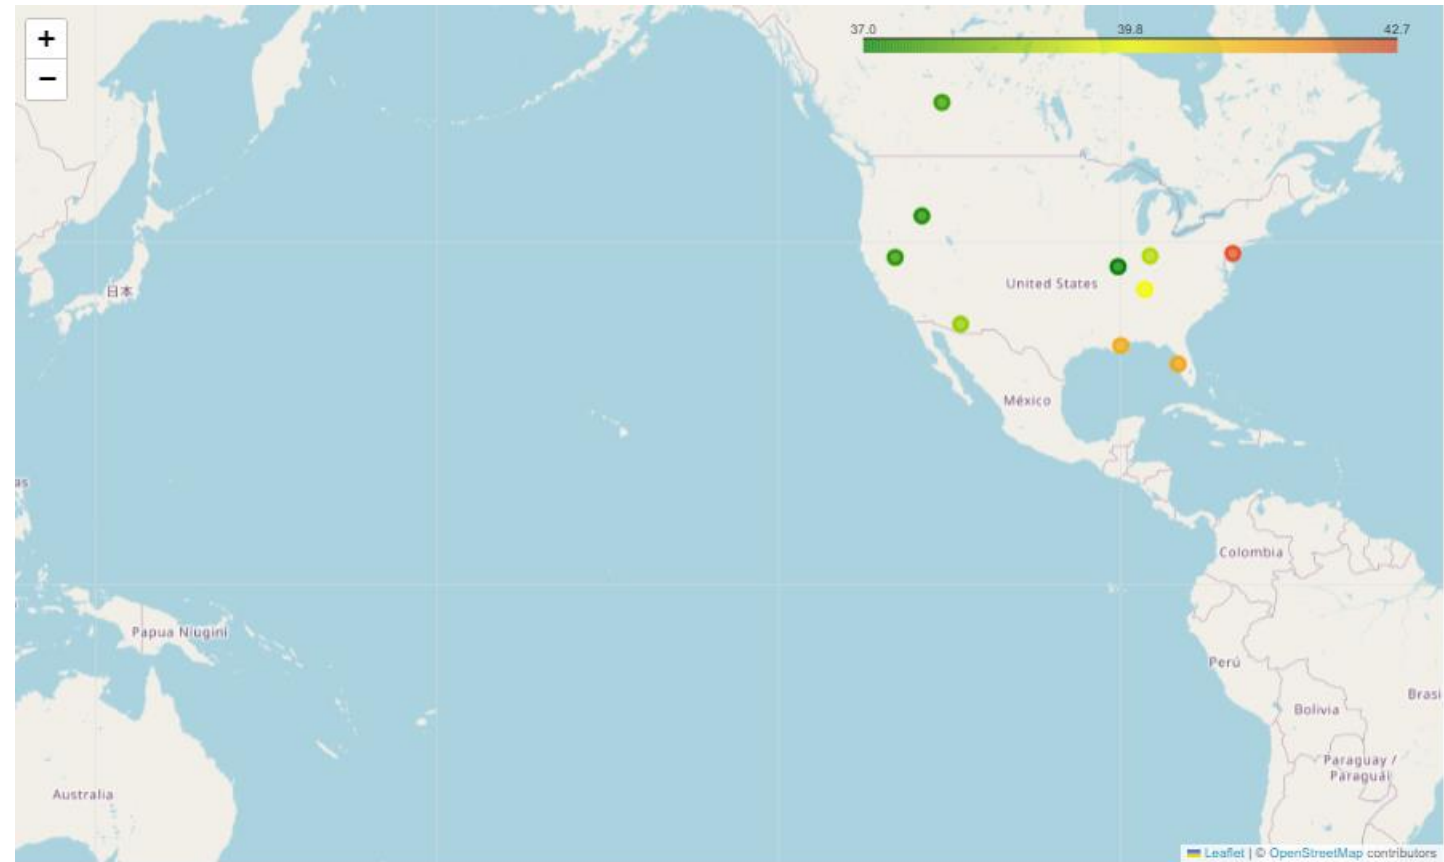 +
−
37.0 39.8 42.7
United States
日本
México
as
Colombia
Papua Niugini
Perú
Brasi
Bolivia
Paraguay /
Paraguái
Australia
Leaflet | © OpenStreetMap contributors